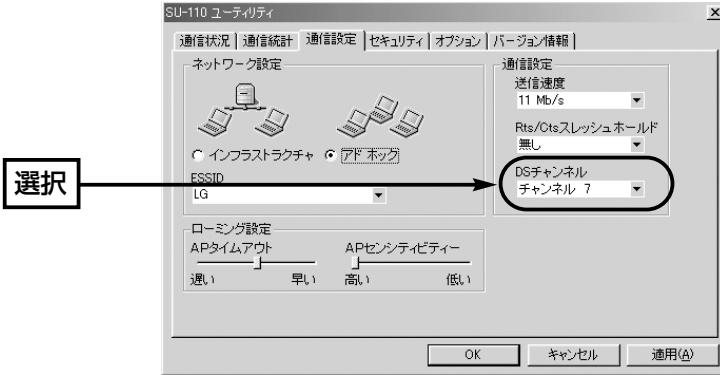 SU-110 ユーティリティ
通信状況 通信統計 通信設定 セキュリティ オプション バージョン情報
ネットワーク設定
インフラストラクチャ アド ホック
ESSID
LG
通信設定
送信速度
11 Mb/s
Rts/Ctsスレッシュホールド
無し
DSチャンネル
チャンネル 7
選択
ローミング設定
APタイムアウト APセンシティビティー
遅い 早い 高い 低い
OK キャンセル 適用(A)